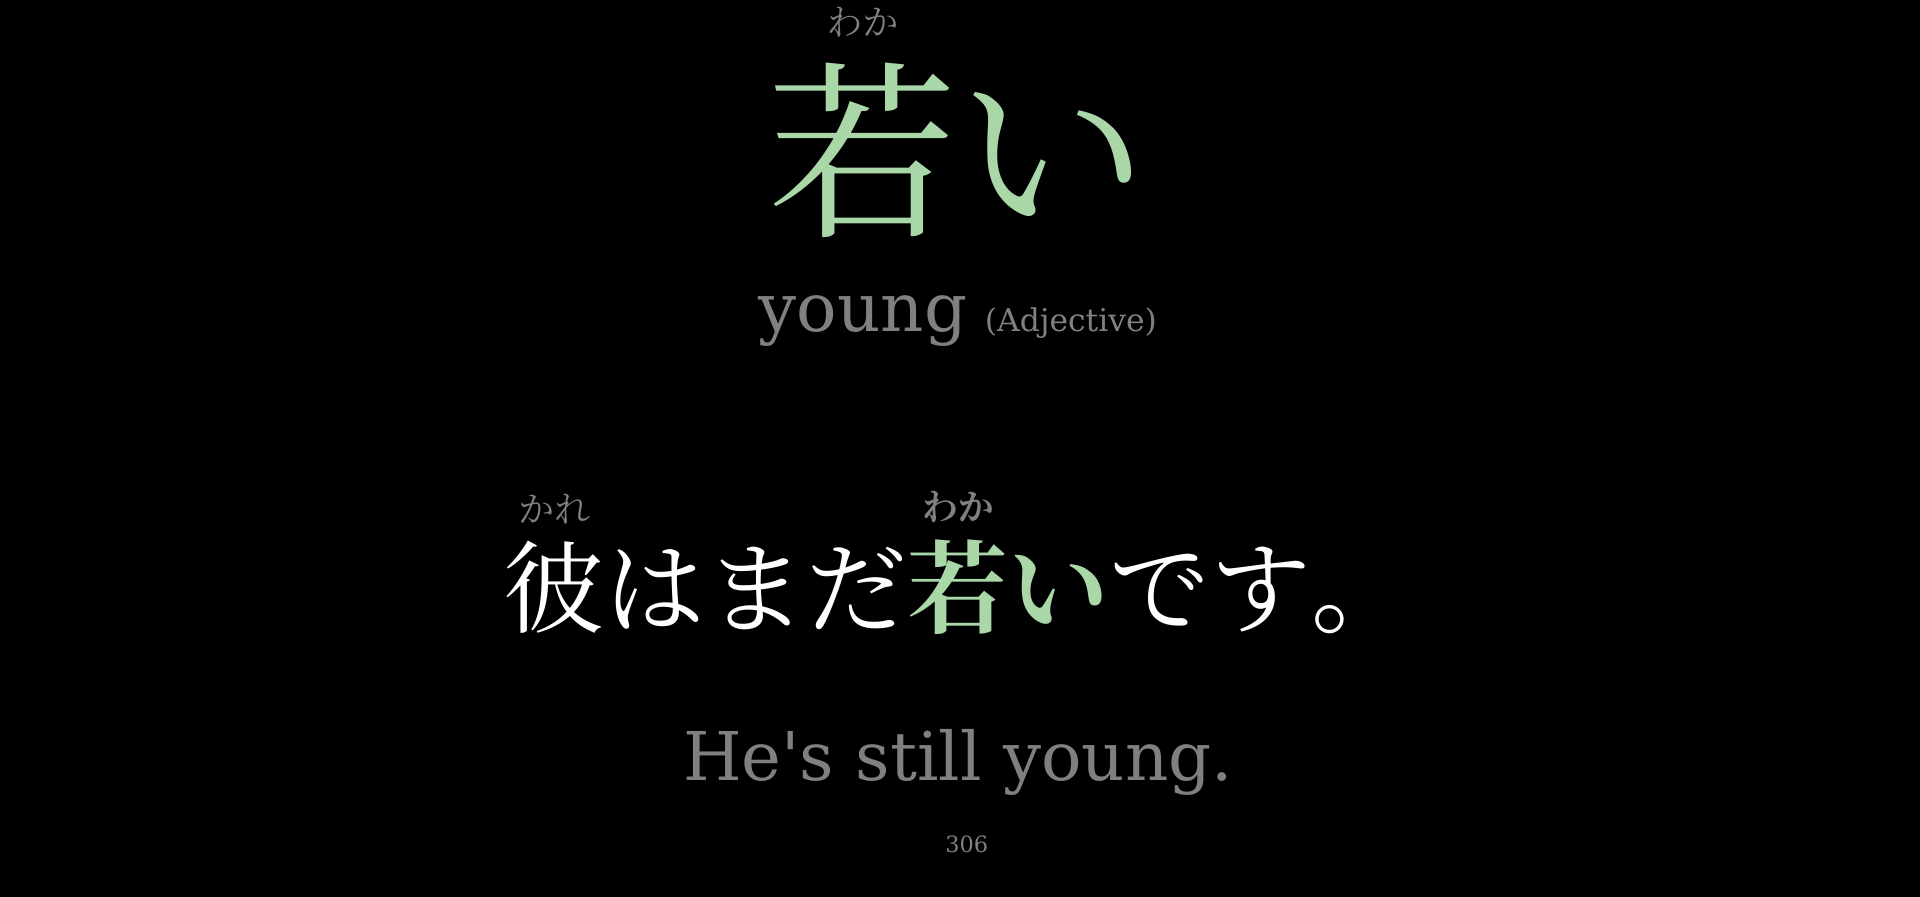 わか
若い
young (Adjective)
かれ わか
彼はまだ若いです。
He's still young.
306